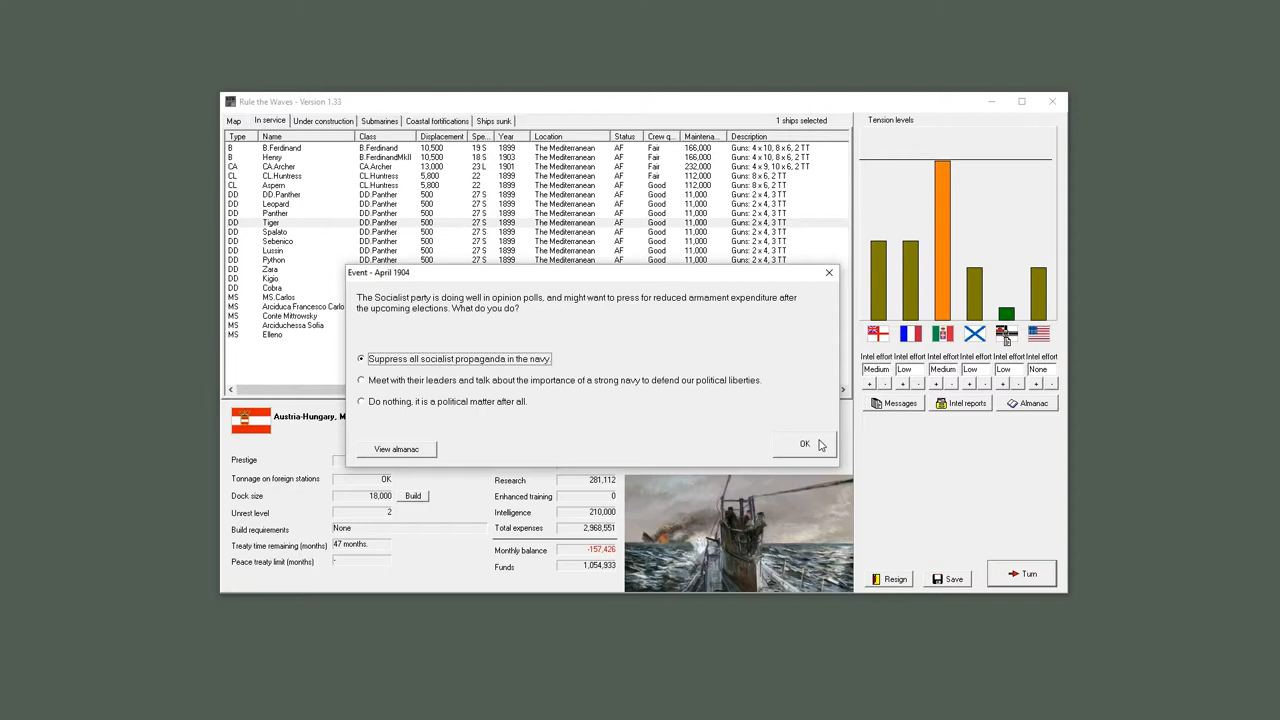 Rule the Waves - Version 1.33
Map In service Under construction Submarines Coastal fortifications Ships sunk 1 ships selected
Type Name Class Displacement Spe... Year Location Status Crew q... Maintena... Description
B B.Ferdinand B.Ferdinand 10,500 19 S 1899 The Mediterranean AF Fair 166,000 Guns: 4 x 10, 8 x 6, 2 TT
B Henry B.FerdinandMkII 10,500 18 S 1903 The Mediterranean AF Fair 166,000 Guns: 4 x 10, 8 x 6, 2 TT
CA CA.Archer CA.Archer 13,000 23 L 1901 The Mediterranean AF Fair 232,000 Guns: 4 x 9, 10 x 6, 2 TT
CL CL.Huntress CL.Huntress 5,800 22 1899 The Mediterranean AF Fair 112,000 Guns: 8 x 6, 2 TT
CL Aspern CL.Huntress 5,800 22 1899 The Mediterranean AF Good 112,000 Guns: 8 x 6, 2 TT
DD DD.Panther DD.Panther 500 27 S 1899 The Mediterranean AF Good 11,000 Guns: 2 x 4, 3 TT
DD Leopard DD.Panther 500 27 S 1899 The Mediterranean AF Good 11,000 Guns: 2 x 4, 3 TT
DD Panther DD.Panther 500 27 S 1899 The Mediterranean AF Good 11,000 Guns: 2 x 4, 3 TT
DD Tiger DD.Panther 500 27 S 1899 The Mediterranean AF Good 11,000 Guns: 2 x 4, 3 TT
DD Spalato DD.Panther 500 27 S 1899 The Mediterranean AF Good 11,000 Guns: 2 x 4, 3 TT
DD Sebenico DD.Panther 500 27 S 1899 The Mediterranean AF Good 11,000 Guns: 2 x 4, 3 TT
DD Lussin DD.Panther 500 27 S 1899 The Mediterranean AF Good 11,000 Guns: 2 x 4, 3 TT
DD Python DD.Panther 500 27 S 1899 The Mediterranean AF Good 11,000 Guns: 2 x 4, 3 TT
DD Zara
DD Kigio
DD Cobra
MS MS.Carlos
MS Arciduca Francesco Carlo
MS Conte Mittrowsky
MS Arciduchessa Sofia
MS Elleno
Event - April 1904
The Socialist party is doing well in opinion polls, and might want to press for reduced armament expenditure after
the upcoming elections. What do you do?
Suppress all socialist propaganda in the navy.
Meet with their leaders and talk about the importance of a strong navy to defend our political liberties.
Do nothing, it is a political matter after all.
View almanac
OK
Austria-Hungary, M
Prestige
Tonnage on foreign stations OK
Dock size 18,000 Build
Unrest level 2
Build requirements None
Treaty time remaining (months) 47 months.
Peace treaty limit (months) -
Research 281,112
Enhanced training 0
Intelligence 210,000
Total expenses 2,968,551
Monthly balance -157,426
Funds 1,054,933
Tension levels
Intel effort Intel effort Intel effort Intel effort Intel effort Intel effort
Medium Low Medium Low Low None
+ - + - + - + - + - + -
Messages Intel reports Almanac
Resign Save Turn